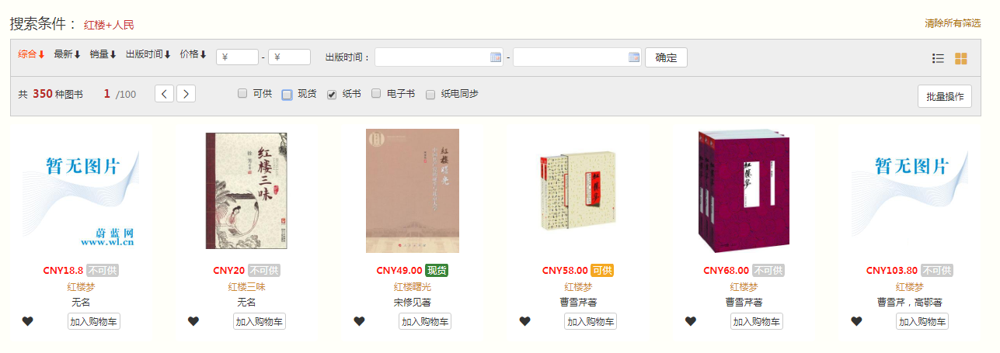 搜索条件： 红楼+人民
清除所有筛选
综合 最新 销量 出版时间 价格 ¥ - ¥ 出版时间： - 确定
共 350 种图书 1 /100 可供 现货 纸书 电子书 纸电同步 批量操作
暂无图片
蔚蓝网
www.wl.cn
红楼三味
红楼曙光
人民出版社
红楼梦
红楼梦
暂无图片
CNY18.8 不可供
红楼梦
无名
加入购物车
CNY20 不可供
红楼三味
无名
加入购物车
CNY49.00 现货
红楼曙光
宋修见著
加入购物车
CNY58.00 可供
红楼梦
曹雪芹著
加入购物车
CNY68.00 不可供
红楼梦
曹雪芹著
加入购物车
CNY103.80 不可供
红楼梦
曹雪芹，高鄂著
加入购物车